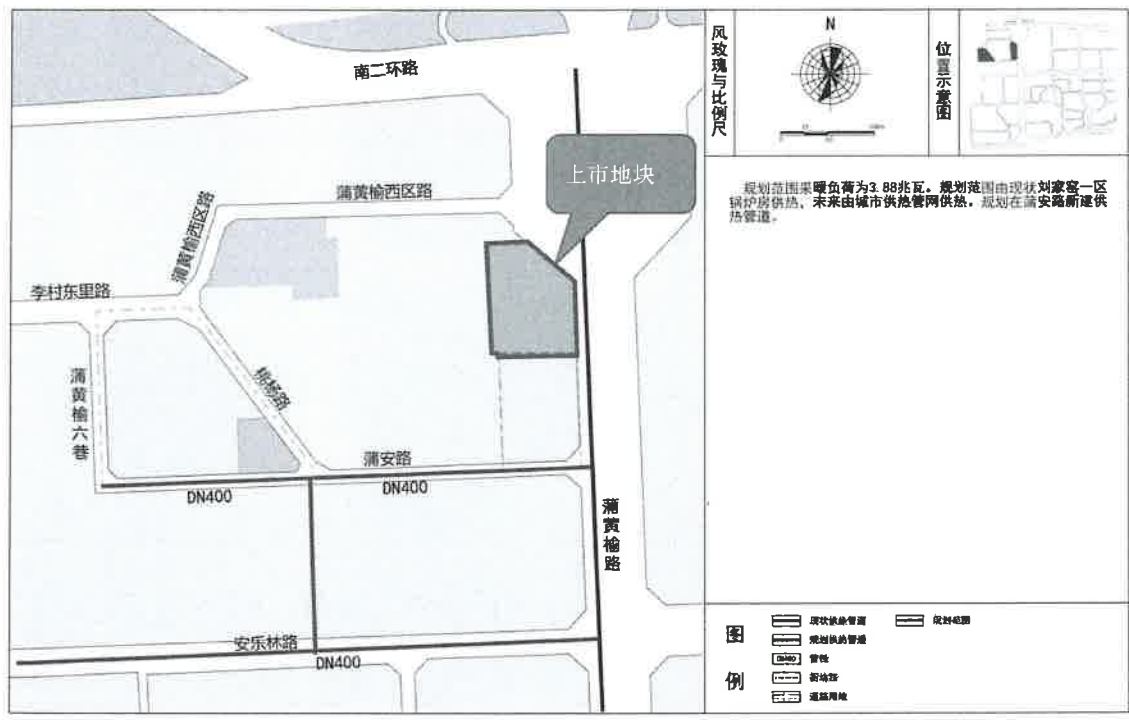 南二环路
上市地块
蒲黄榆西区路
蒲黄榆西区路
李村东里路
蒲黄榆六巷
桃杨路
蒲安路
DN400
DN400
蒲黄榆路
安乐林路
DN400
风玫瑰与比例尺
N
位置示意图
规划范围采暖负荷为3.88兆瓦。规划范围由现状刘家窑一区
锅炉房供热，未来由城市供热管网供热。规划在蒲安路新建供
热管道。
图例
现状供热管道
规划范围
规划供热管道
DN400
管径
街坊路
道路用地